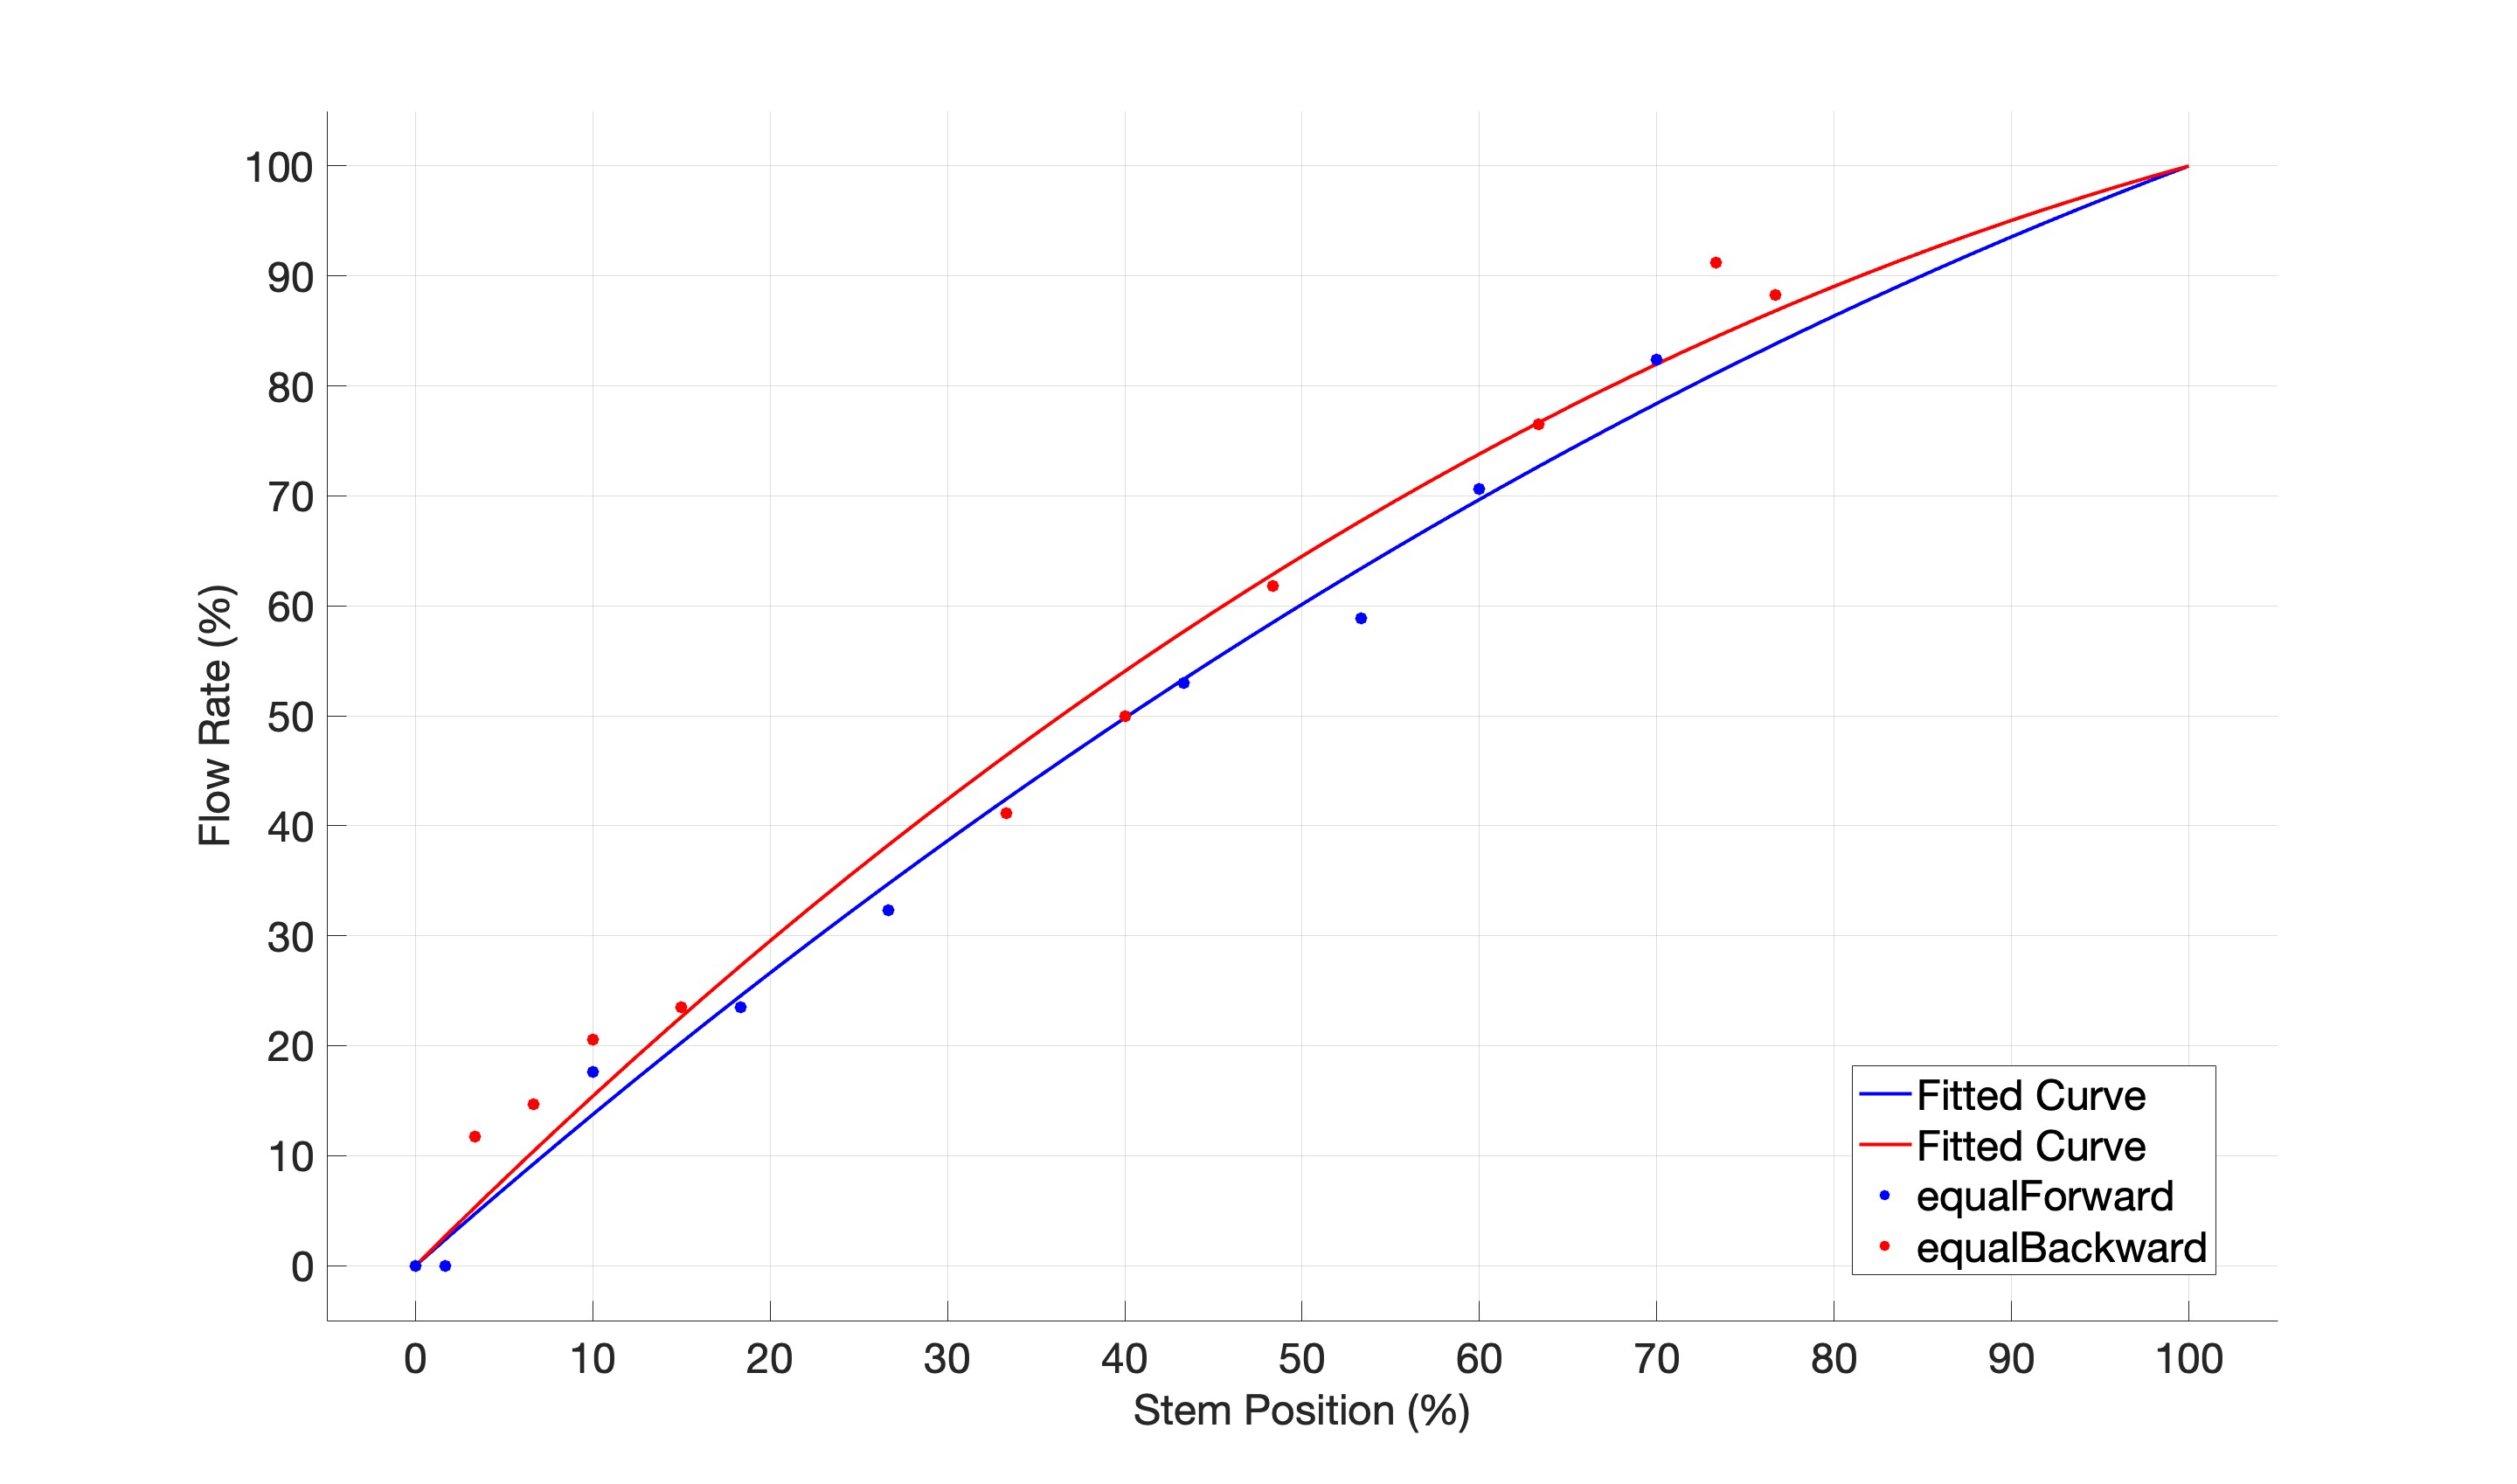 100
90
80
70
60
50
40
30
20
10
0
Flow Rate (%)
0 10 20 30 40 50 60 70 80 90 100
Stem Position (%)
Fitted Curve
Fitted Curve
equalForward
equalBackward